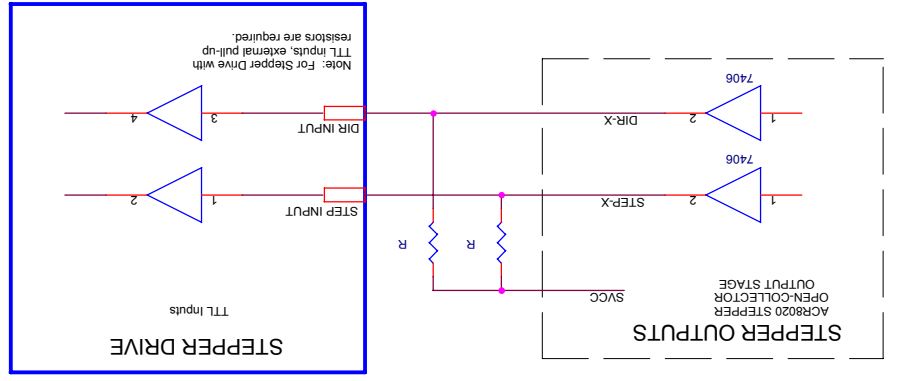 STEPPER OUTPUTS
ACR8020 STEPPER
OPEN-COLLECTOR
OUTPUT STAGE
STEPPER DRIVE
TTL Inputs
SVCC
R
R
1
2
7406
STEP-X
STEP INPUT
1
2
1
2
7406
DIR-X
DIR INPUT
3
4
Note: For Stepper Drive with
TTL inputs, external pull-up
resistors are required.